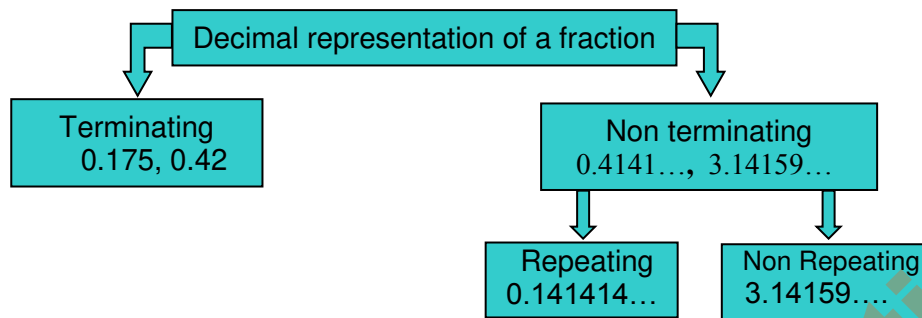 Decimal representation of a fraction
Terminating
0.175, 0.42
Non terminating
0.4141…, 3.14159…
Repeating
0.141414…
Non Repeating
3.14159….